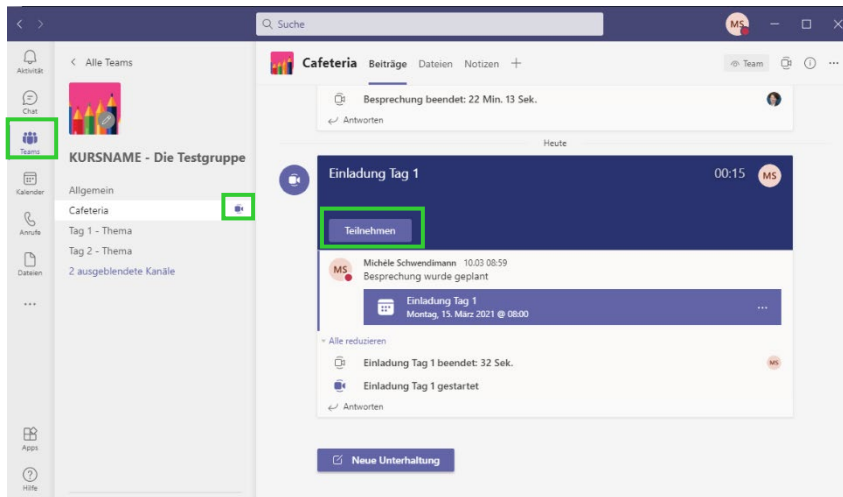 Suche
MS
Aktivität
Chat
Teams
Kalender
Anrufe
Dateien
Apps
Hilfe
Alle Teams
KURSNAME - Die Testgruppe
Allgemein
Cafeteria
Tag 1 - Thema
Tag 2 - Thema
2 ausgeblendete Kanäle
Cafeteria Beiträge Dateien Notizen
Team
Besprechung beendet: 22 Min. 13 Sek.
Antworten
Heute
Einladung Tag 1 00:15 MS
Teilnehmen
MS Michèle Schwendimann 10.03 08:59
Besprechung wurde geplant
Einladung Tag 1
Montag, 15. März 2021 @ 08:00
Alle reduzieren
Einladung Tag 1 beendet: 32 Sek. MS
Einladung Tag 1 gestartet
Antworten
Neue Unterhaltung